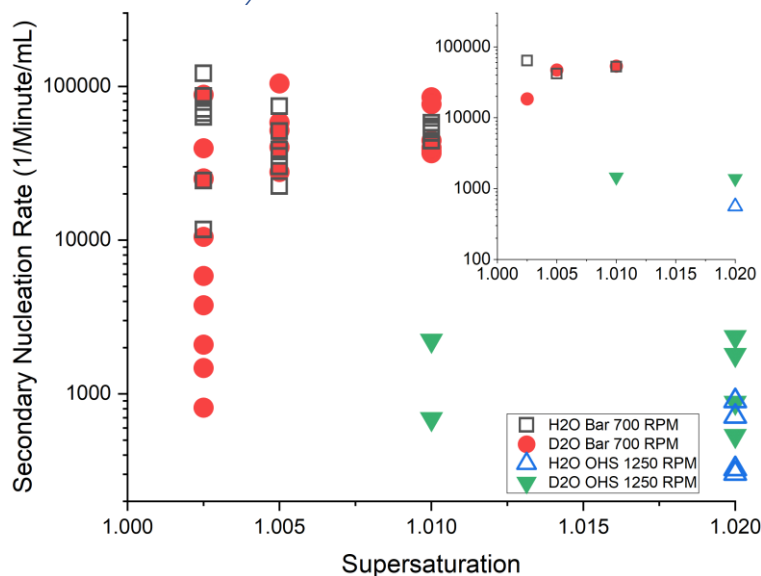 100000
10000
1000
Secondary Nucleation Rate (1/Minute/mL)
1.000
1.005
1.010
1.015
1.020
Supersaturation
100000
10000
1000
100
1.000
1.005
1.010
1.015
1.020
H2O Bar 700 RPM
D2O Bar 700 RPM
H2O OHS 1250 RPM
D2O OHS 1250 RPM